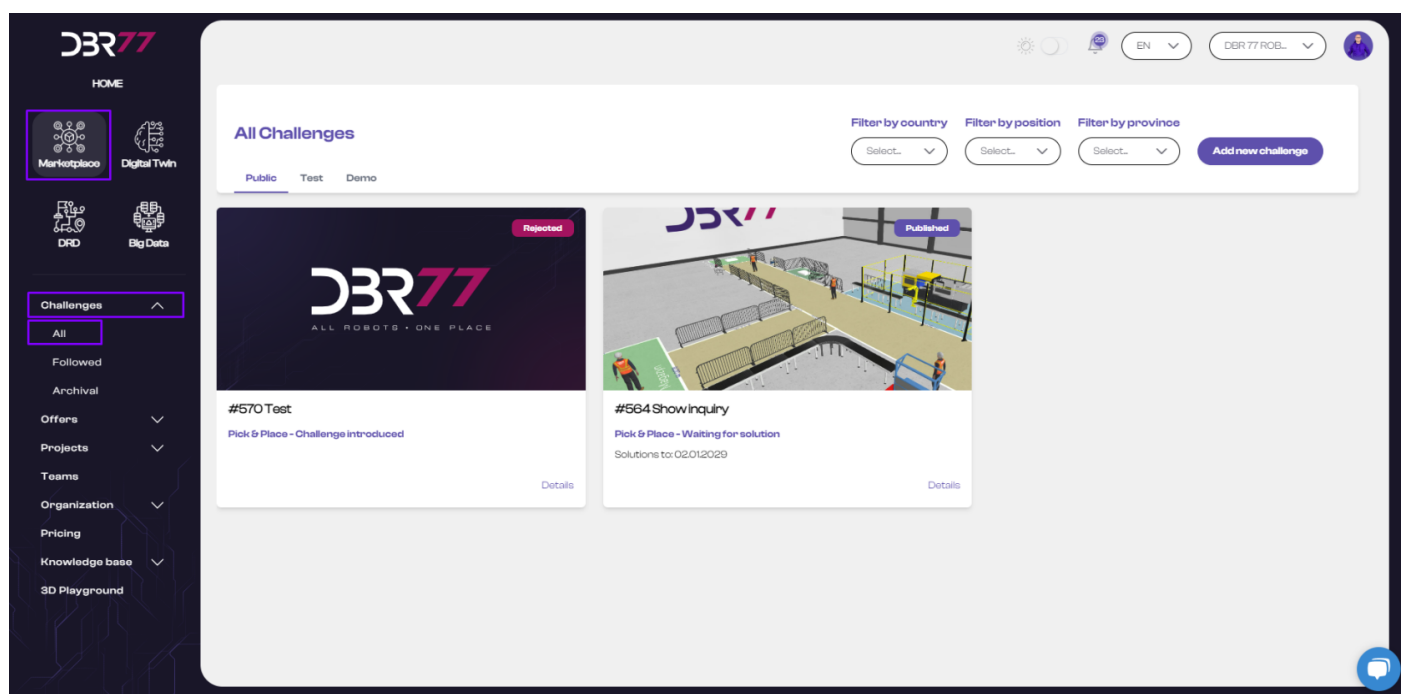 DBR77
HOME
Marketplace
Digital Twin
DRD
Big Data
Challenges
All
Followed
Archival
Offers
Projects
Teams
Organization
Pricing
Knowledge base
3D Playground
EN
DBR 77 ROB...
All Challenges
Filter by country
Filter by position
Filter by province
Select...
Select...
Select...
Add new challenge
Public
Test
Demo
Rejected
DBR77
ALL ROBOTS • ONE PLACE
#570 Test
Pick & Place - Challenge introduced
Details
DBR77
Published
#564 Show inquiry
Pick & Place - Waiting for solution
Solutions to: 02.01.2029
Details